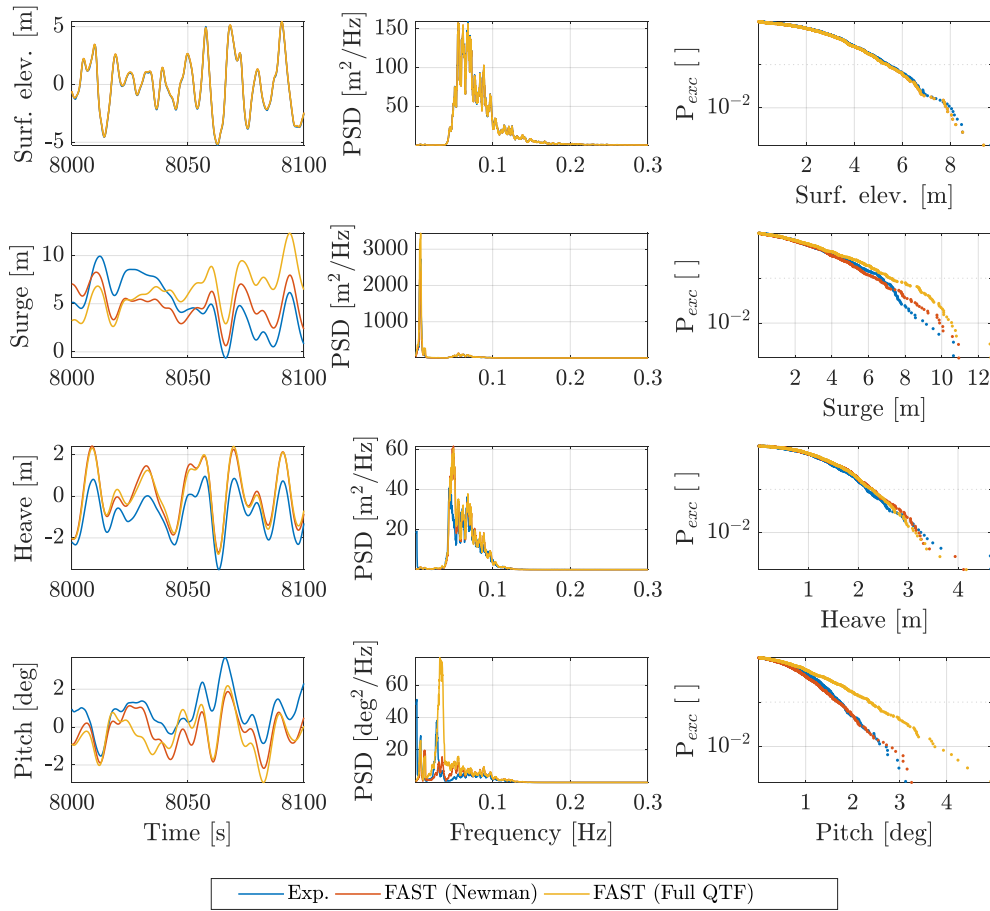 Surf. elev. [m]
5
0
-5
8000 8050 8100
PSD [m²/Hz]
150
100
50
0.1 0.2 0.3
P_exc [ ]
10⁻²
2 4 6 8
Surf. elev. [m]
Surge [m]
10
5
0
8000 8050 8100
PSD [m²/Hz]
3000
2000
1000
0.1 0.2 0.3
P_exc [ ]
10⁻²
2 4 6 8 10 12
Surge [m]
Heave [m]
2
0
-2
8000 8050 8100
PSD [m²/Hz]
60
40
20
0.1 0.2 0.3
P_exc [ ]
10⁻²
1 2 3 4
Heave [m]
Pitch [deg]
2
0
-2
8000 8050 8100
Time [s]
PSD [deg²/Hz]
60
40
20
0.1 0.2 0.3
Frequency [Hz]
P_exc [ ]
10⁻²
1 2 3 4
Pitch [deg]
Exp. FAST (Newman) FAST (Full QTF)